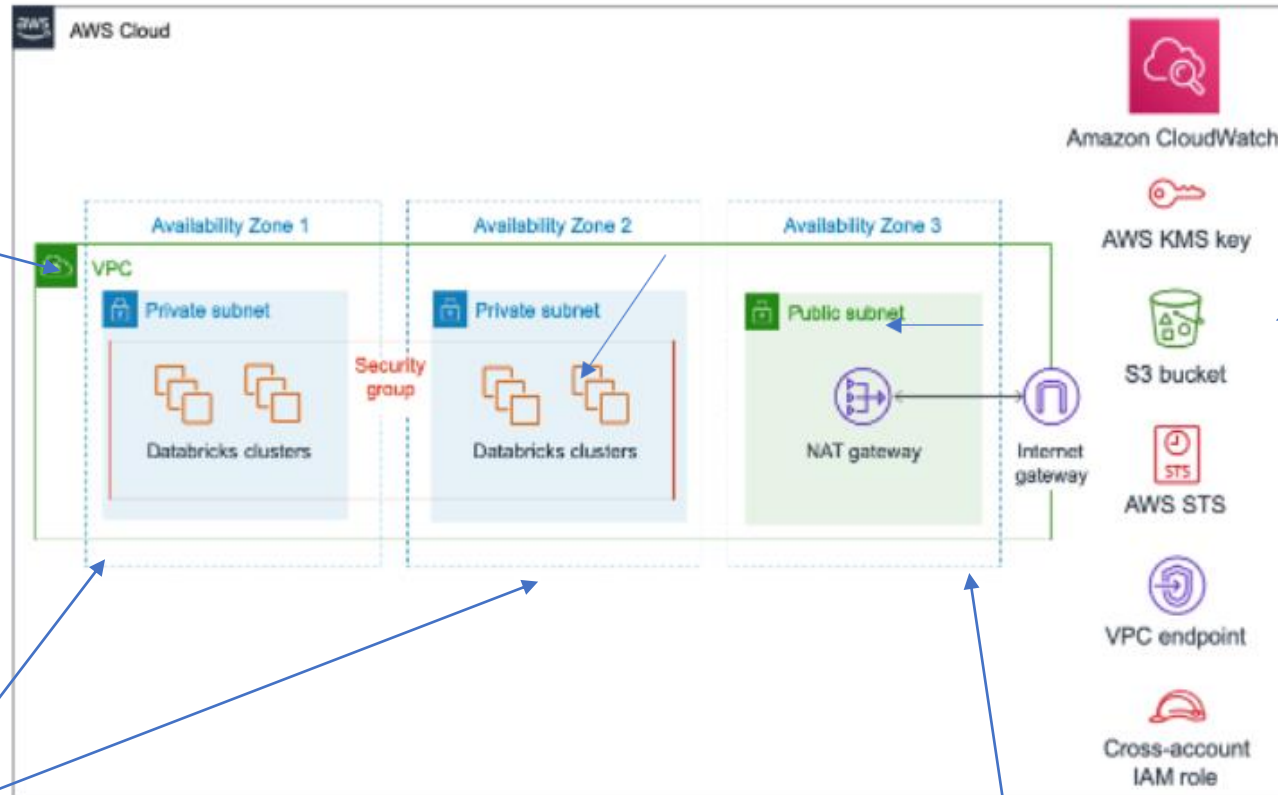 aws
AWS Cloud
Amazon CloudWatch
AWS KMS key
S3 bucket
STS
AWS STS
VPC endpoint
Cross-account
IAM role
Availability Zone 1
Availability Zone 2
Availability Zone 3
VPC
Private subnet
Private subnet
Public subnet
Security
group
Databricks clusters
Databricks clusters
NAT gateway
Internet
gateway